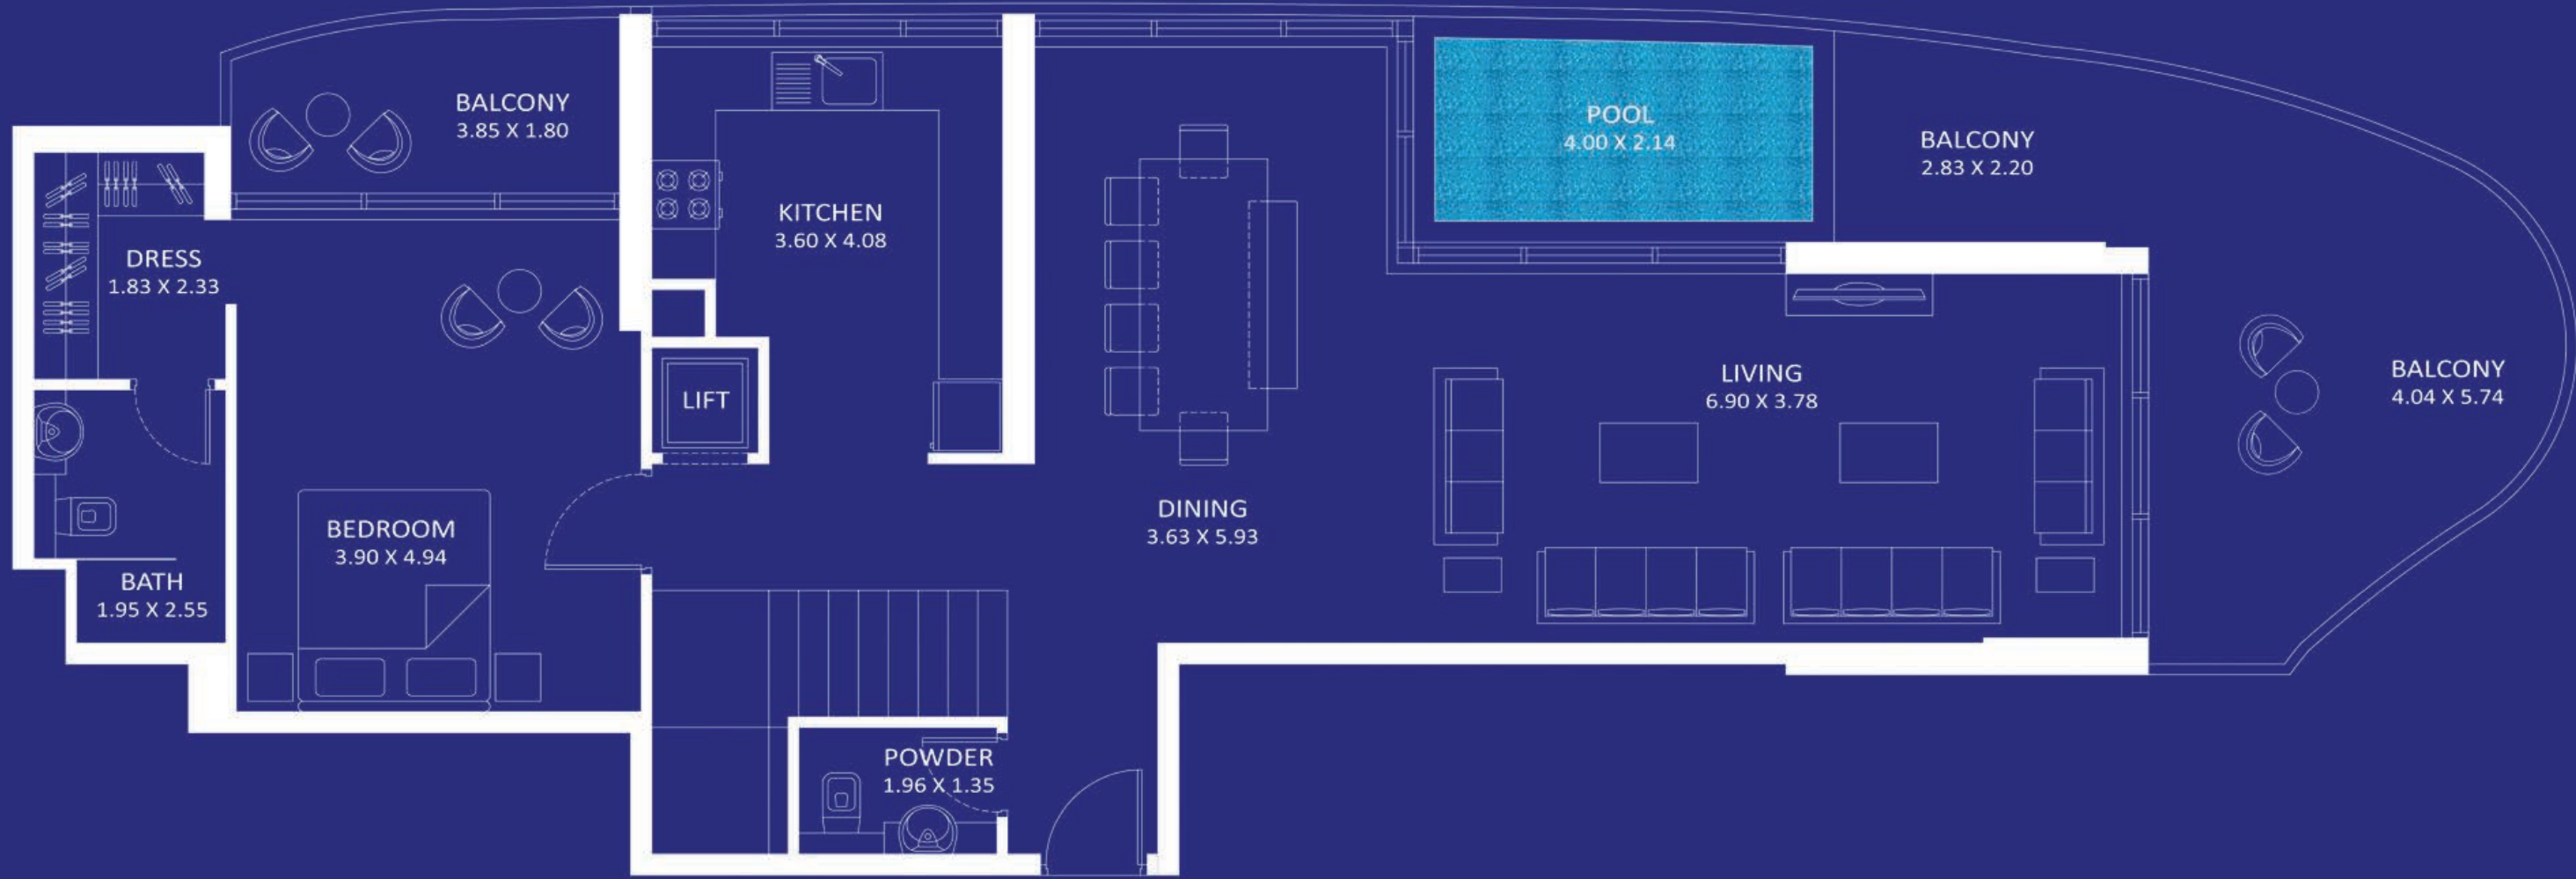 BALCONY
3.85 X 1.80
POOL
4.00 X 2.14
BALCONY
2.83 X 2.20
KITCHEN
3.60 X 4.08
DRESS
1.83 X 2.33
LIFT
LIVING
6.90 X 3.78
BALCONY
4.04 X 5.74
DINING
3.63 X 5.93
BEDROOM
3.90 X 4.94
BATH
1.95 X 2.55
POWDER
1.96 X 1.35